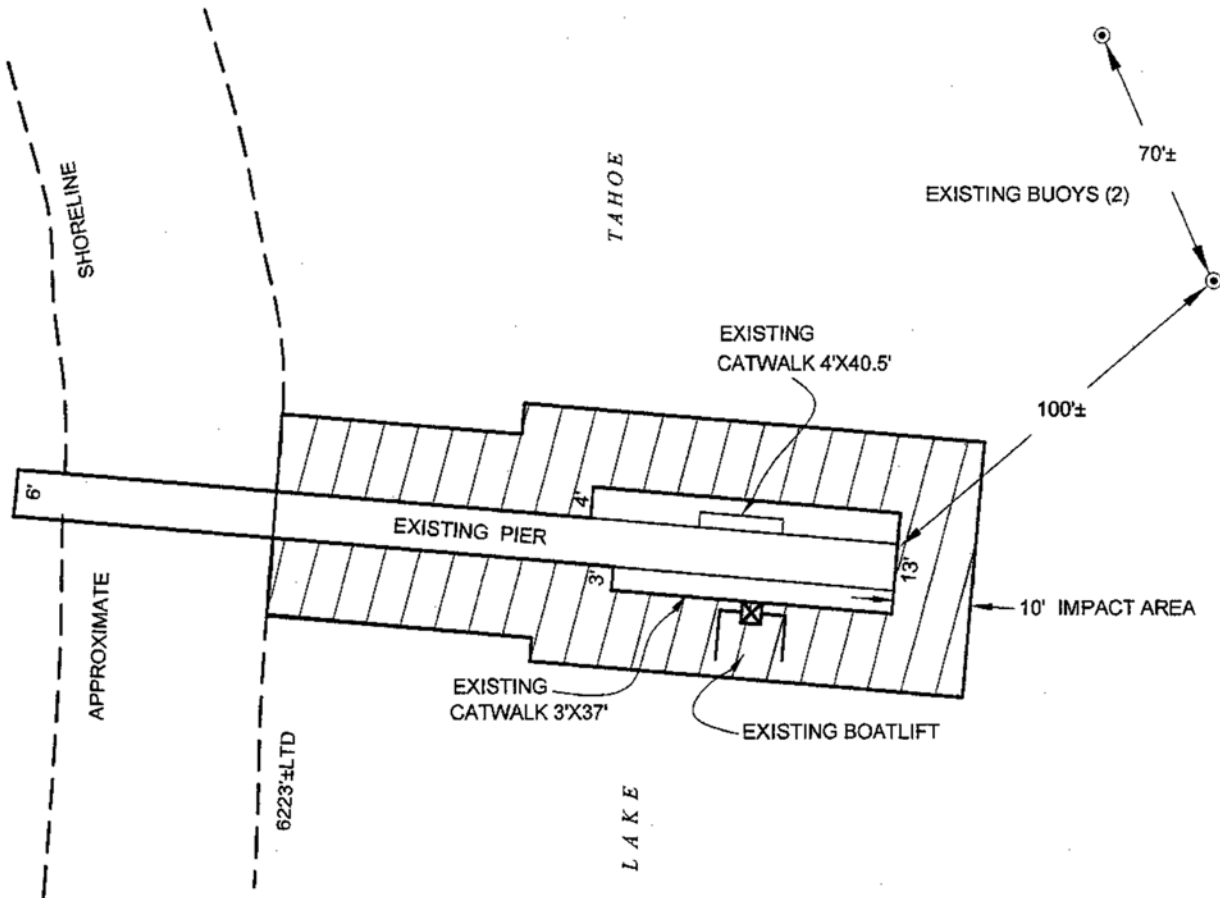 SHORELINE
TAHOE
70'±
EXISTING BUOYS (2)
EXISTING
CATWALK 4'X40.5'
100'±
6'
4'
EXISTING PIER
3'
13'
10' IMPACT AREA
APPROXIMATE
EXISTING
CATWALK 3'X37'
EXISTING BOATLIFT
6223'±LTD
LAKE